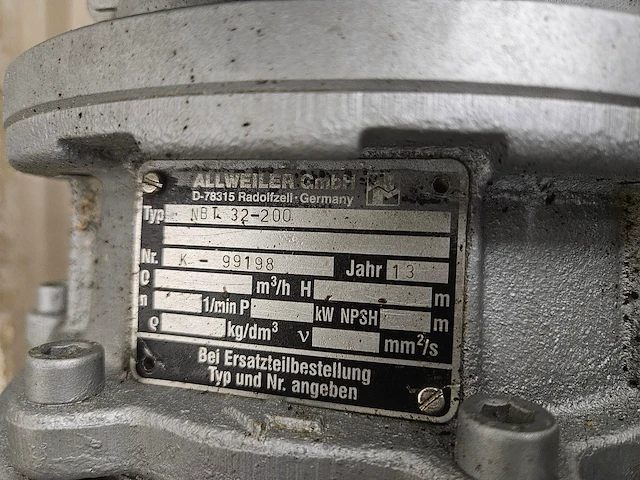 ALLWEILER GMBH
D-78315 Radolfzell · Germany
Typ NBT 32-200
Nr. K - 99198 Jahr 13
Q m³/h H m
n 1/min P kW NPSH m
ϱ kg/dm³ ν mm²/s
Bei Ersatzteilbestellung
Typ und Nr. angeben